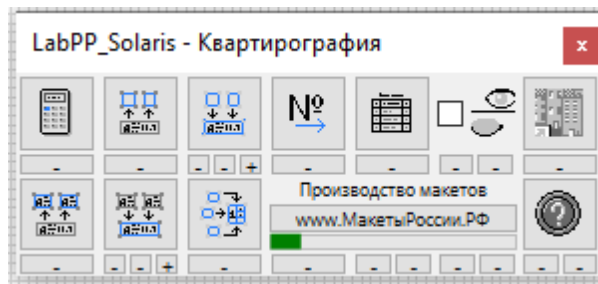 LabPP_Solaris - Квартирография
x
№
- - - - + - - - - -
Производство макетов
www.МакетыРоссии.РФ
- - - + - - - - - - - -